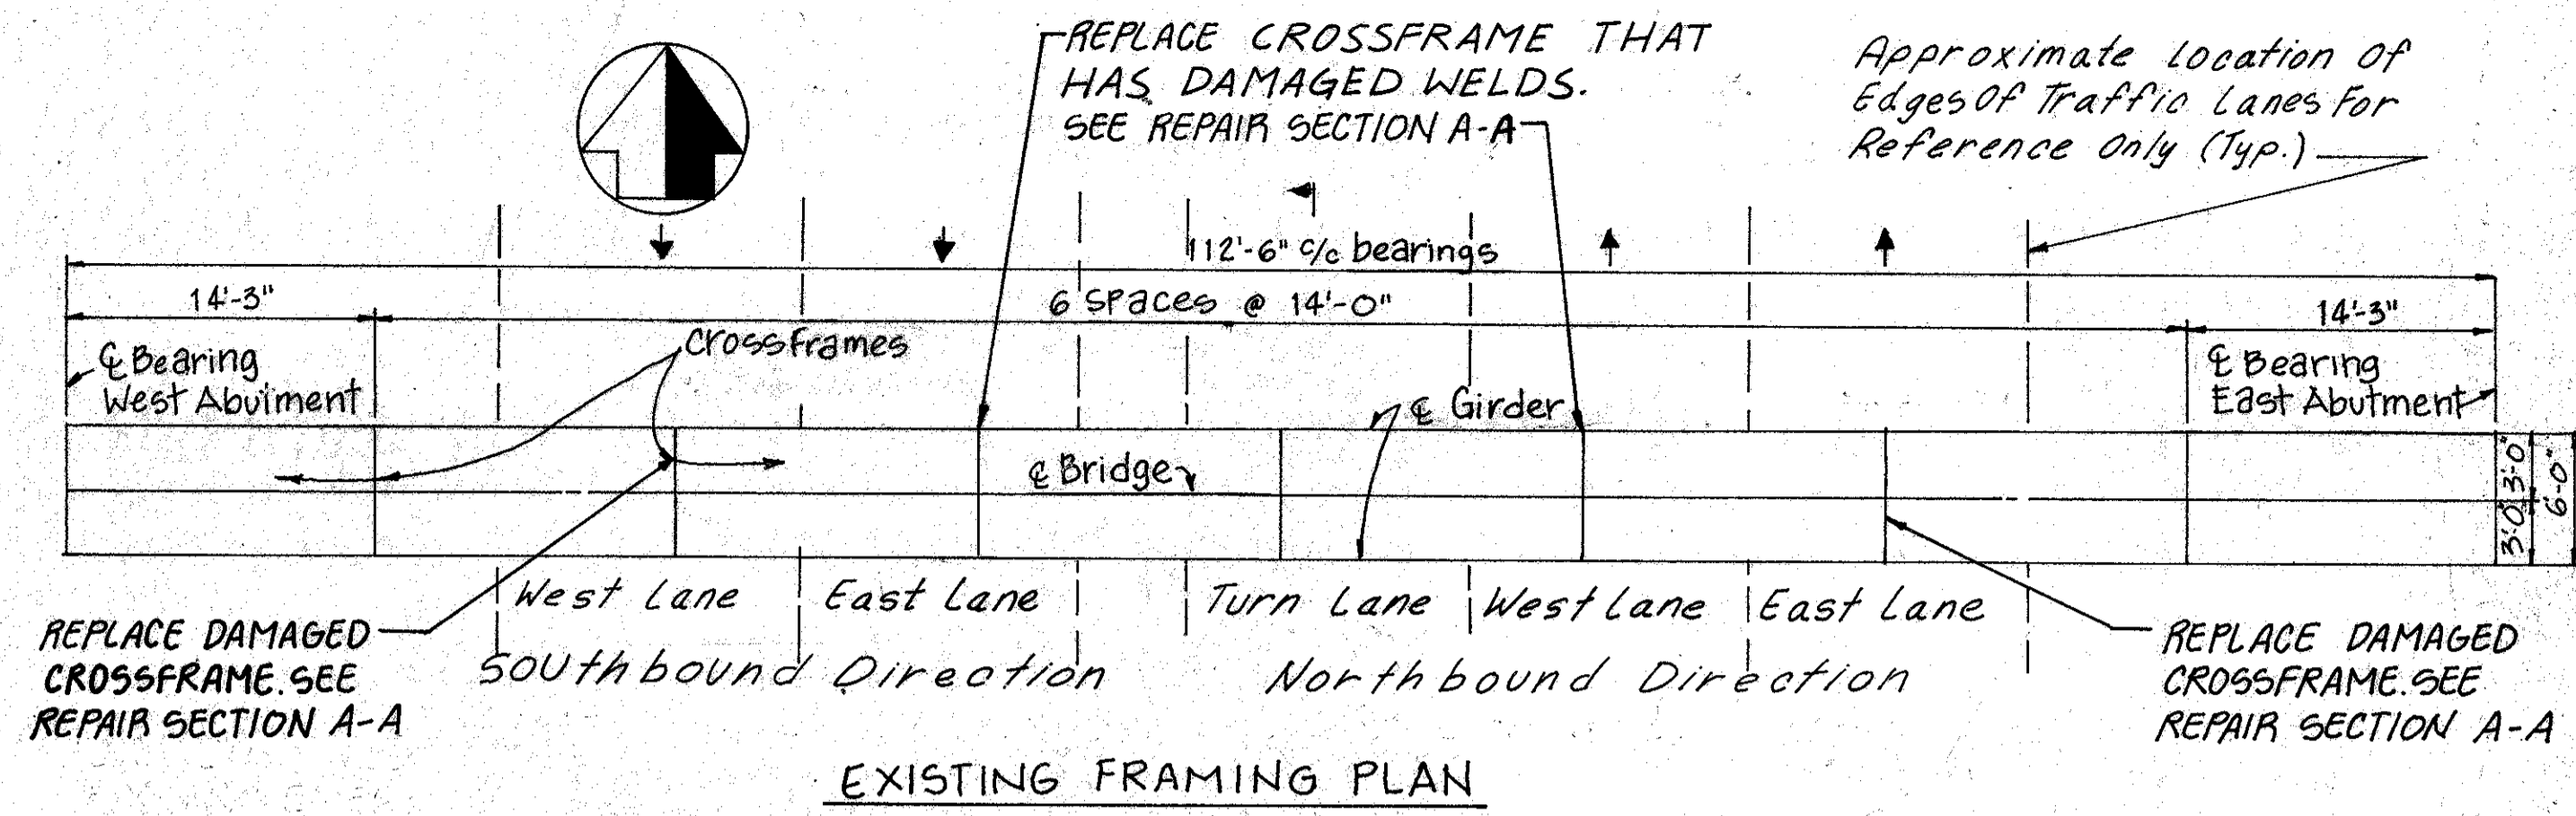 REPLACE CROSSFRAME THAT
HAS DAMAGED WELDS.
SEE REPAIR SECTION A-A
Approximate Location Of
Edges Of Traffic Lanes For
Reference Only (Typ.)
112'-6" c/c bearings
14'-3"
6 Spaces @ 14'-0"
14'-3"
Crossframes
℄ Bearing
West Abutment
℄ Bearing
East Abutment
℄ Girder
℄ Bridge
3'-0"
3'-0"
6'-0"
West Lane
East Lane
Turn Lane
West Lane
East Lane
Southbound Direction
Northbound Direction
REPLACE DAMAGED
CROSSFRAME. SEE
REPAIR SECTION A-A
REPLACE DAMAGED
CROSSFRAME. SEE
REPAIR SECTION A-A
EXISTING FRAMING PLAN